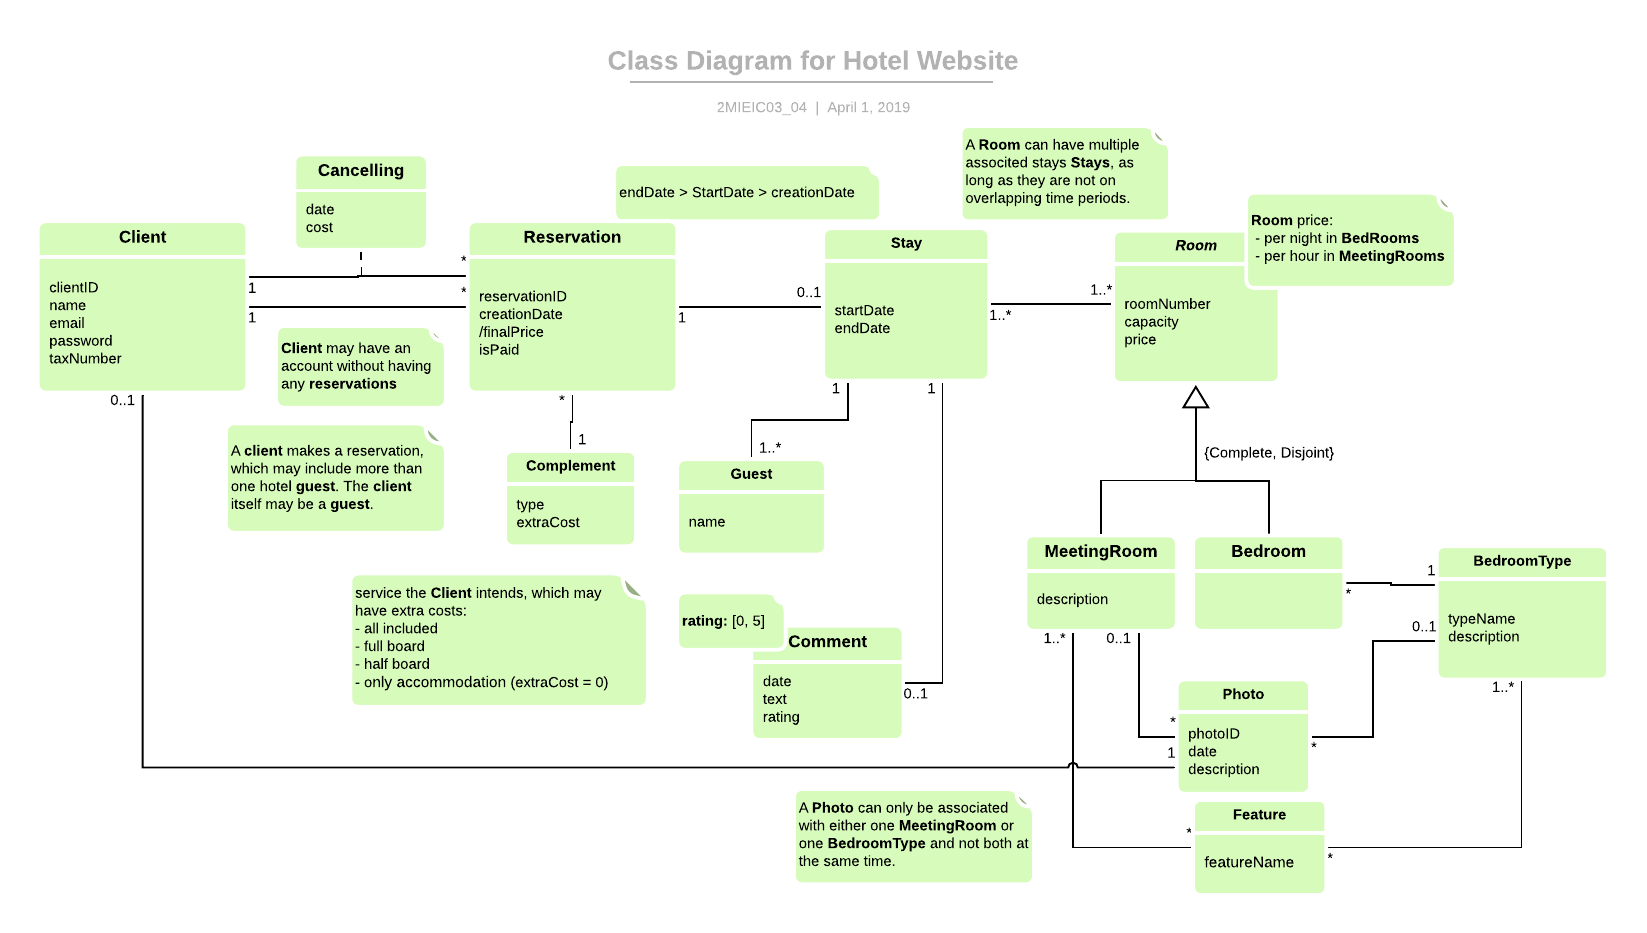 Class Diagram for Hotel Website
2MIEIC03_04 | April 1, 2019
Cancelling
date
cost
endDate > StartDate > creationDate
A Room can have multiple
associted stays Stays, as
long as they are not on
overlapping time periods.
Room price:
- per night in BedRooms
- per hour in MeetingRooms
Client
clientID
name
email
password
taxNumber
1
*
1
*
Reservation
reservationID
creationDate
/finalPrice
isPaid
1
0..1
Stay
startDate
endDate
1..*
1..*
Room
roomNumber
capacity
price
Client may have an
account without having
any reservations
A client makes a reservation,
which may include more than
one hotel guest. The client
itself may be a guest.
0..1
*
1
Complement
type
extraCost
1
1..*
Guest
name
1
{Complete, Disjoint}
MeetingRoom
description
Bedroom
*
1
BedroomType
typeName
description
0..1
1..*
service the Client intends, which may
have extra costs:
- all included
- full board
- half board
- only accommodation (extraCost = 0)
rating: [0, 5]
Comment
date
text
rating
0..1
1..*
0..1
Photo
photoID
date
description
*
1
*
A Photo can only be associated
with either one MeetingRoom or
one BedroomType and not both at
the same time.
Feature
featureName
*
*